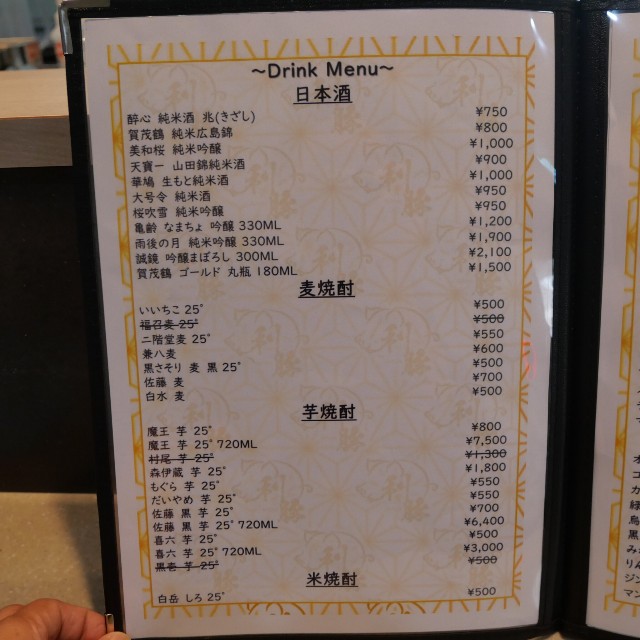 ~Drink Menu~
日本酒
酔心 純米酒 兆(きざし) ¥750
賀茂鶴 純米広島錦 ¥800
美和桜 純米吟醸 ¥1,000
天寶一 山田錦純米酒 ¥900
華鳩 生もと純米酒 ¥1,000
大号令 純米酒 ¥950
桜吹雪 純米吟醸 ¥950
亀齢 なまちょ 吟醸 330ML ¥1,200
雨後の月 純米吟醸 330ML ¥1,900
誠鏡 吟醸まぼろし 300ML ¥2,100
賀茂鶴 ゴールド 丸瓶 180ML ¥1,500
麦焼酎
いいちこ 25° ¥500
福召麦 25° ¥500
二階堂麦 25° ¥550
兼八麦 ¥600
黒さそり 麦 黒 25° ¥500
佐藤 麦 ¥700
白水 麦 ¥500
芋焼酎
魔王 芋 25° ¥800
魔王 芋 25° 720ML ¥7,500
村尾 芋 25° ¥1,300
森伊蔵 芋 25° ¥1,800
もぐら 芋 25° ¥550
だいやめ 芋 25° ¥550
佐藤 黒 芋 25° ¥700
佐藤 黒 芋 25° 720ML ¥6,400
喜六 芋 25° ¥500
喜六 芋 25° 720ML ¥3,000
黒壱 芋 25° ¥500
米焼酎
白岳 しろ 25° ¥500